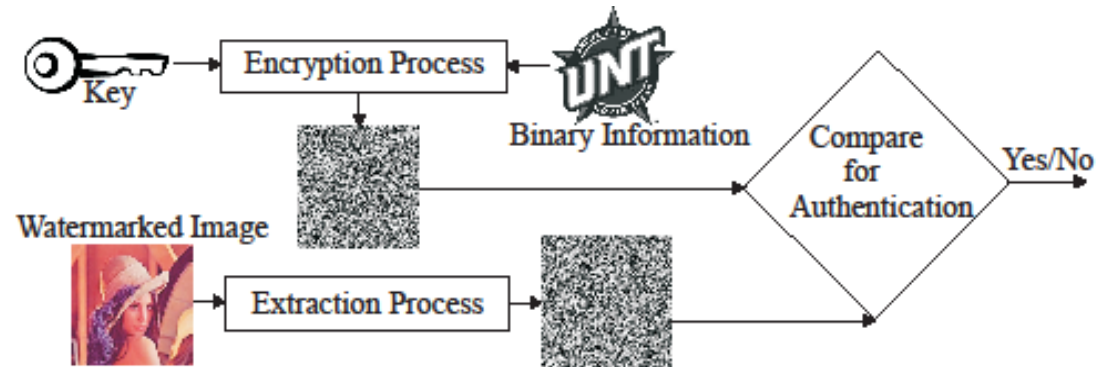 Key
Encryption Process
UNT
Binary Information
Compare
for
Authentication
Yes/No
Watermarked Image
Extraction Process